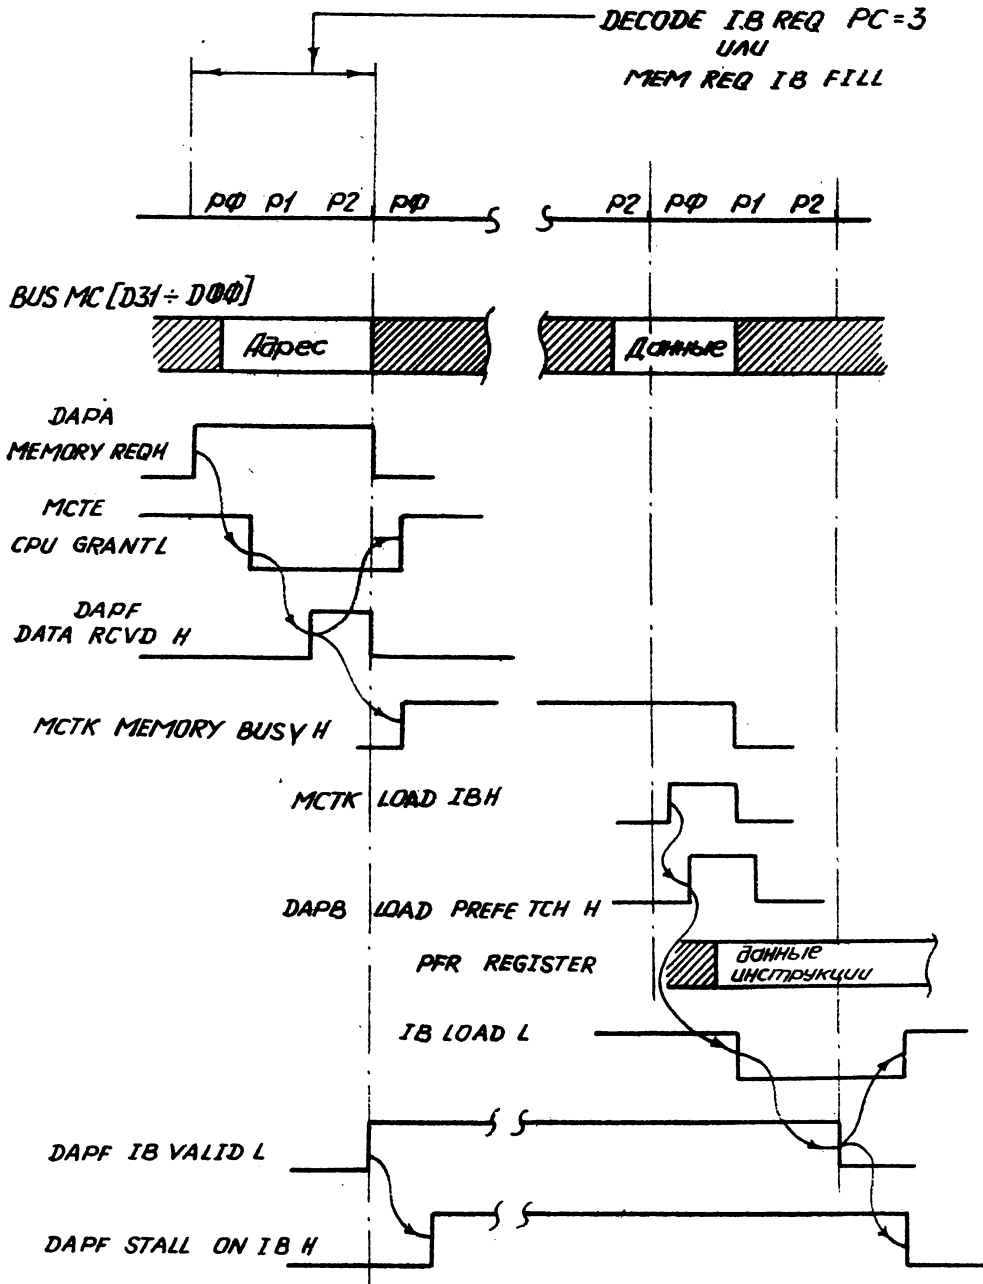 DECODE I.B REQ PC=3
или
MEM REQ IB FILL
PФ P1 P2 PФ P2 PФ P1 P2
BUS MC [D31÷DФФ]
Адрес Данные
DAPA
MEMORY REQH
MCTE
CPU GRANTL
DAPF
DATA RCVD H
MCTK MEMORY BUSY H
MCTK LOAD IBH
DAPB LOAD PREFETCH H
PFR REGISTER
данные
инструкции
IB LOAD L
DAPF IB VALID L
DAPF STALL ON IB H